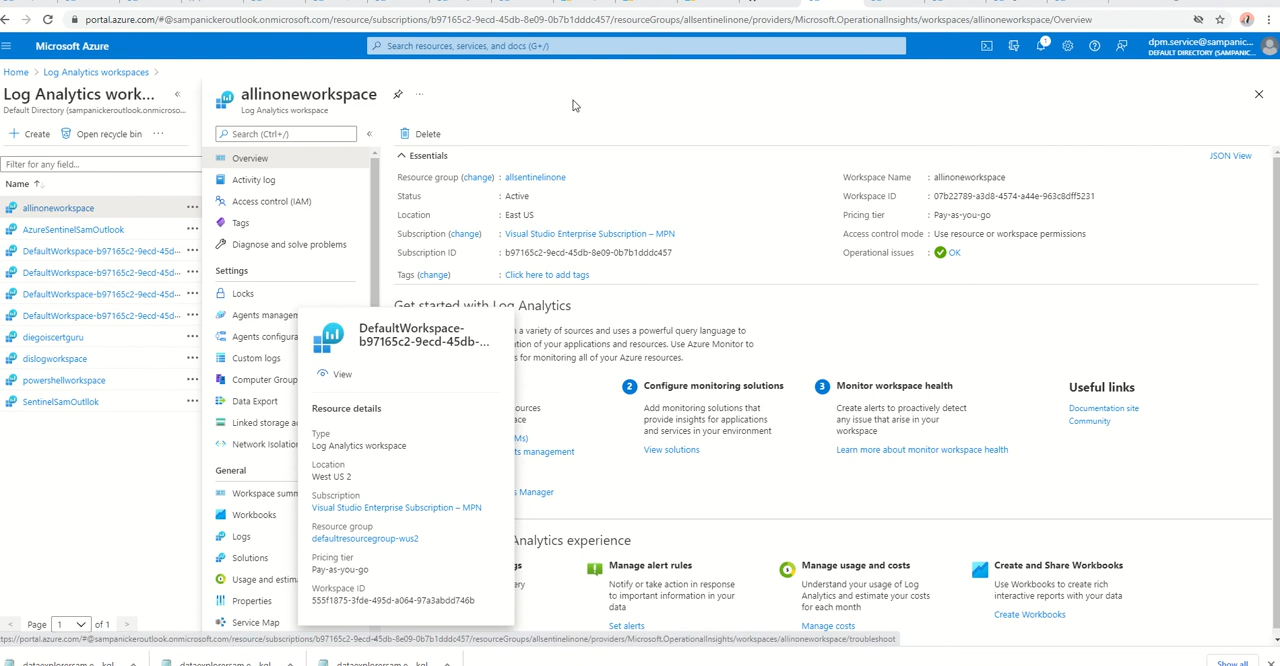 portal.azure.com/#@sampanickeroutlook.onmicrosoft.com/resource/subscriptions/b97165c2-9ecd-45db-8e09-0b7b1dddc457/resourceGroups/allsentinelinone/providers/Microsoft.OperationalInsights/workspaces/allinoneworkspace/Overview
Microsoft Azure
Search resources, services, and docs (G+/)
1
dpm.service@sampanic...
DEFAULT DIRECTORY (SAMPANICK...
Home > Log Analytics workspaces >
Log Analytics work... «
Default Directory (sampanickeroutlook.onmicroso...
+ Create Open recycle bin ...
Filter for any field...
Name ↑↓
allinoneworkspace ...
AzureSentinelSamOutlook ...
DefaultWorkspace-b97165c2-9ecd-45d... ...
DefaultWorkspace-b97165c2-9ecd-45d... ...
DefaultWorkspace-b97165c2-9ecd-45d... ...
DefaultWorkspace-b97165c2-9ecd-45d... ...
diegoiscertguru ...
dislogworkspace ...
powershellworkspace ...
SentinelSamOutllok ...
< Page 1 of 1 >
allinoneworkspace ...
Log Analytics workspace
Search (Ctrl+/) «
Overview
Activity log
Access control (IAM)
Tags
Diagnose and solve problems
Settings
Locks
Agents managem
Agents configura
Custom logs
Computer Group
Data Export
Linked storage a
Network Isolation
General
Workspace summ
Workbooks
Logs
Solutions
Usage and estim
Properties
Service Map
Delete
Essentials
JSON View
Resource group (change) : allsentinelinone
Status : Active
Location : East US
Subscription (change) : Visual Studio Enterprise Subscription – MPN
Subscription ID : b97165c2-9ecd-45db-8e09-0b7b1dddc457
Tags (change) : Click here to add tags
Workspace Name : allinoneworkspace
Workspace ID : 07b22789-a3d8-4574-a44e-963c8dff5231
Pricing tier : Pay-as-you-go
Access control mode : Use resource or workspace permissions
Operational issues : OK
Get started with Log Analytics
n a variety of sources and uses a powerful query language to
tion of your applications and resources. Use Azure Monitor to
s for monitoring all of your Azure resources.
ources
ce
Ms)
ts management
s Manager
2 Configure monitoring solutions
Add monitoring solutions that
provide insights for applications
and services in your environment
View solutions
3 Monitor workspace health
Create alerts to proactively detect
any issue that arise in your
workspace
Learn more about monitor workspace health
Useful links
Documentation site
Community
DefaultWorkspace-
b97165c2-9ecd-45db-...
View
Resource details
Type
Log Analytics workspace
Location
West US 2
Subscription
Visual Studio Enterprise Subscription – MPN
Resource group
defaultresourcegroup-wus2
Pricing tier
Pay-as-you-go
Workspace ID
555f1875-3fde-495d-a064-97a3abdd746b
Analytics experience
gs
ery
Manage alert rules
Notify or take action in response
to important information in your
data
Set alerts
Manage usage and costs
Understand your usage of Log
Analytics and estimate your costs
for each month
Manage costs
Create and Share Workbooks
Use Workbooks to create rich
interactive reports with your data
Create Workbooks
ttps://portal.azure.com/#@sampanickeroutlook.onmicrosoft.com/resource/subscriptions/b97165c2-9ecd-45db-8e09-0b7b1dddc457/resourceGroups/allsentinelinone/providers/Microsoft.OperationalInsights/workspaces/allinoneworkspace/troubleshoot
dataexplorersam....kql
dataexplorersam....kql
dataexplorersam....kql
Show all